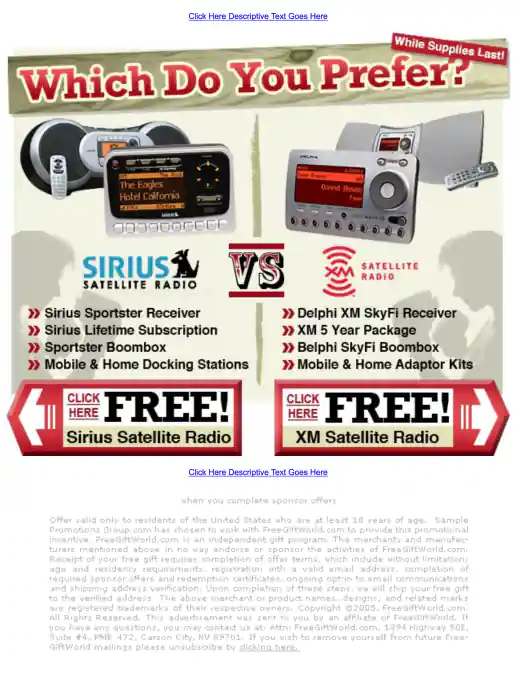 Click Here Descriptive Text Goes Here
While Supplies Last!
Which Do You Prefer?
The Eagles
Hotel California
SIRIUS
DELPHI
David Bowie
Fame
SIRIUS
SATELLITE RADIO
VS
XM
SATELLITE
RADIO
Sirius Sportster Receiver
Sirius Lifetime Subscription
Sportster Boombox
Mobile & Home Docking Stations
Delphi XM SkyFi Receiver
XM 5 Year Package
Belphi SkyFi Boombox
Mobile & Home Adaptor Kits
CLICK HERE FREE!
Sirius Satellite Radio
CLICK HERE FREE!
XM Satellite Radio
Click Here Descriptive Text Goes Here
when you complete sponsor offers
Offer valid only to residents of the United States who are at least 18 years of age. Sample
Promotions Group.com has chosen to work with FreeGiftWorld.com to provide this promotional
incentive. FreeGiftWorld.com is an independent gift program. The merchants and manufac-
turers mentioned above in no way endorse or sponsor the activities of FreeGiftWorld.com.
Receipt of your free gift requires completion of offer terms, which include without limitation:
age and residency requirements, registration with a valid email address, completion of
required sponsor offers and redemption certificates, ongoing opt-in to email communications
and shipping address verification. Upon completion of these steps, we will ship your free gift
to the verified address. The above merchant or product names, designs, and related marks
are registered trademarks of their respective owners. Copyright ©2005. FreeGiftWorld.com.
All Rights Reserved. This advertisement was sent to you by an affiliate of FreeGiftWorld. If
you have any questions, you may contact us at: Attn: FreeGiftWorld.com, 1894 Highway 50E,
Suite #4, PMB 472, Carson City, NV 89701. If you wish to remove yourself from future Free-
GiftWorld mailings please unsubscribe by clicking here.